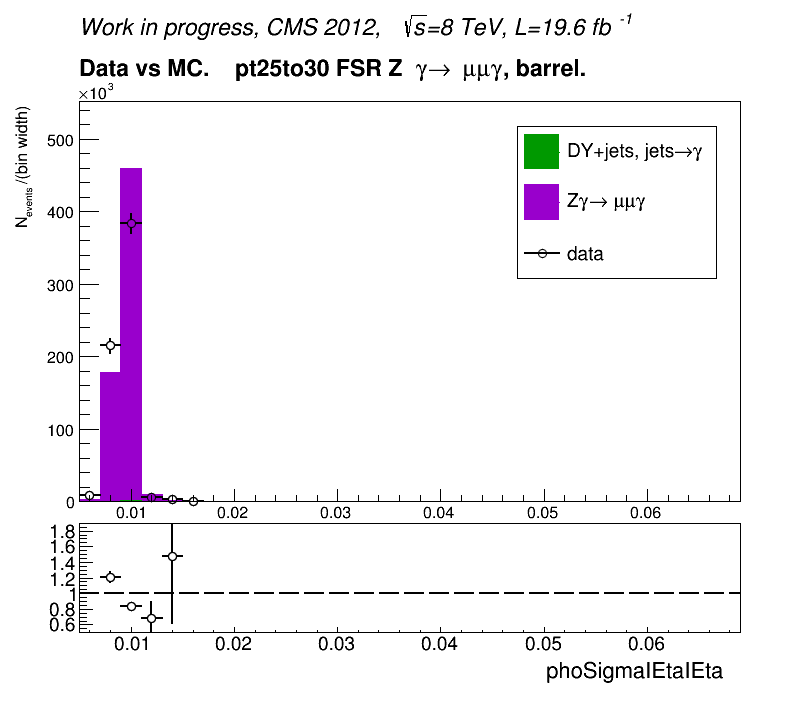 Work in progress, CMS 2012, √s=8 TeV, L=19.6 fb -1
Data vs MC. pt25to30 FSR Z γ→ μμγ, barrel.
×10³
N events /(bin width)
500
400
300
200
100
0
DY+jets, jets→γ
Zγ→ μμγ
data
0.01 0.02 0.03 0.04 0.05 0.06
1.8
1.6
1.4
1.2
1
0.8
0.6
0.01 0.02 0.03 0.04 0.05 0.06
phoSigmaIEtaIEta